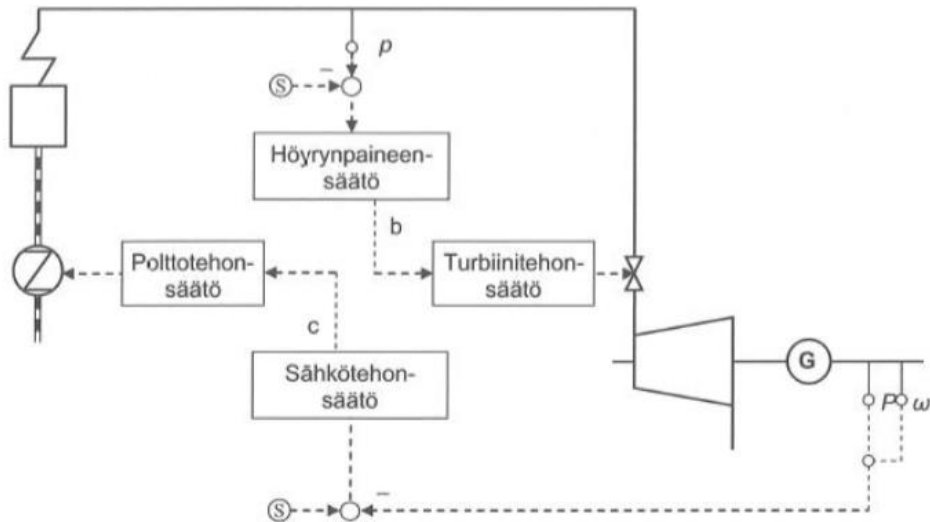 p
–
S
Höyrynpaineen-
säätö
b
Polttotehon-
säätö
Turbiinitehon-
säätö
c
G
Sähkötehon-
säätö
P
ω
–
S